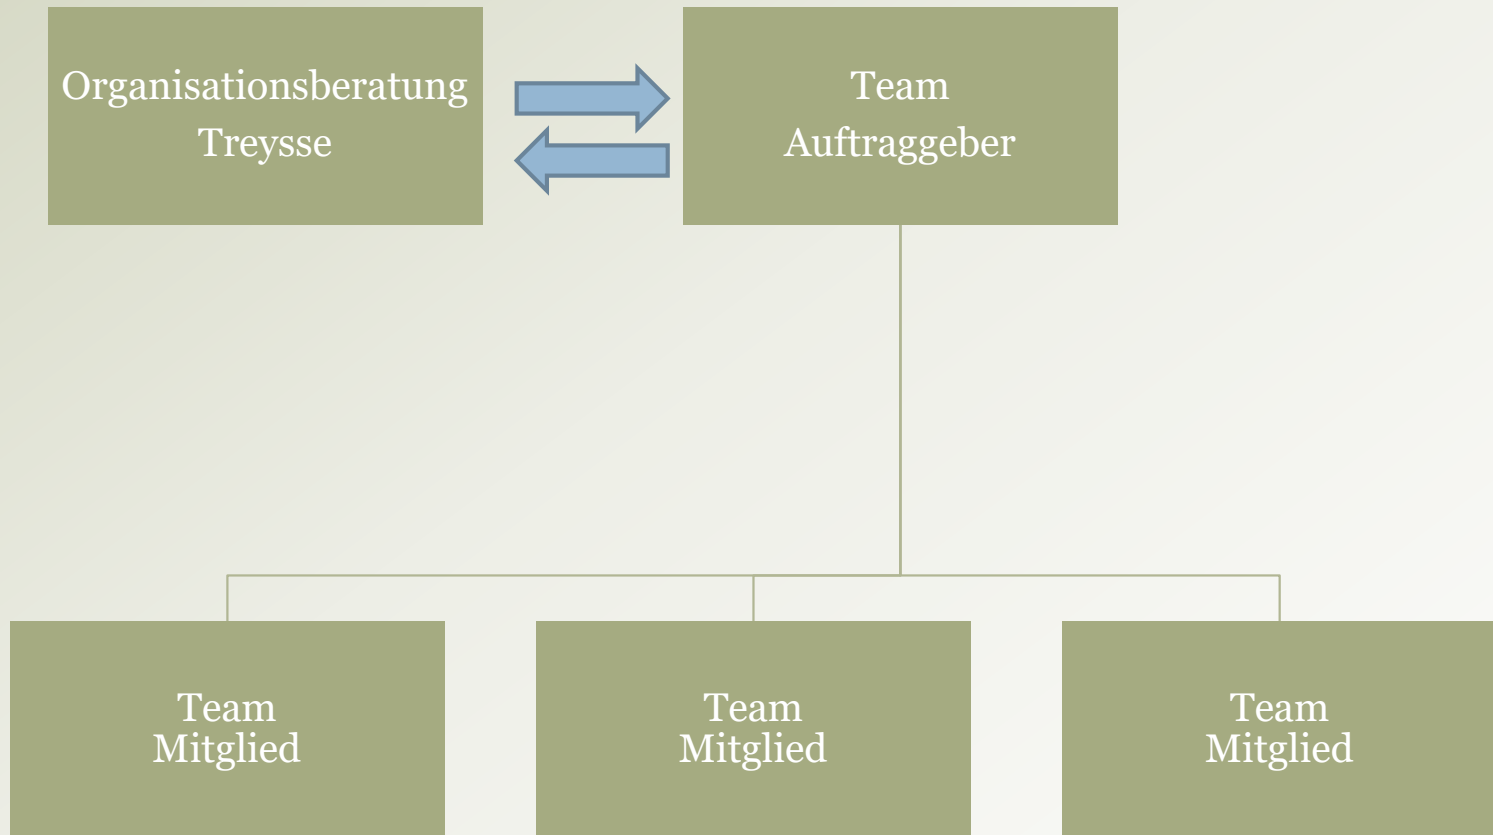 Organisationsberatung
Treysse
Team
Auftraggeber
Team
Mitglied
Team
Mitglied
Team
Mitglied